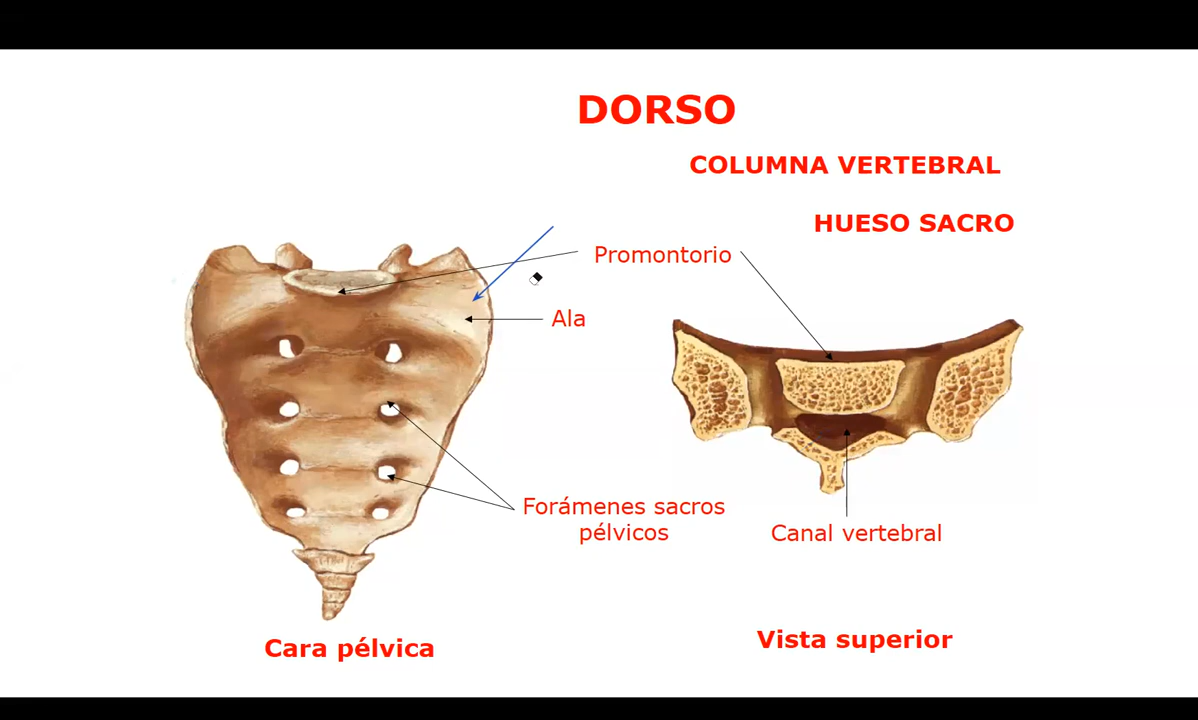 DORSO
COLUMNA VERTEBRAL
HUESO SACRO
Promontorio
Ala
Forámenes sacros
pélvicos
Canal vertebral
Cara pélvica
Vista superior